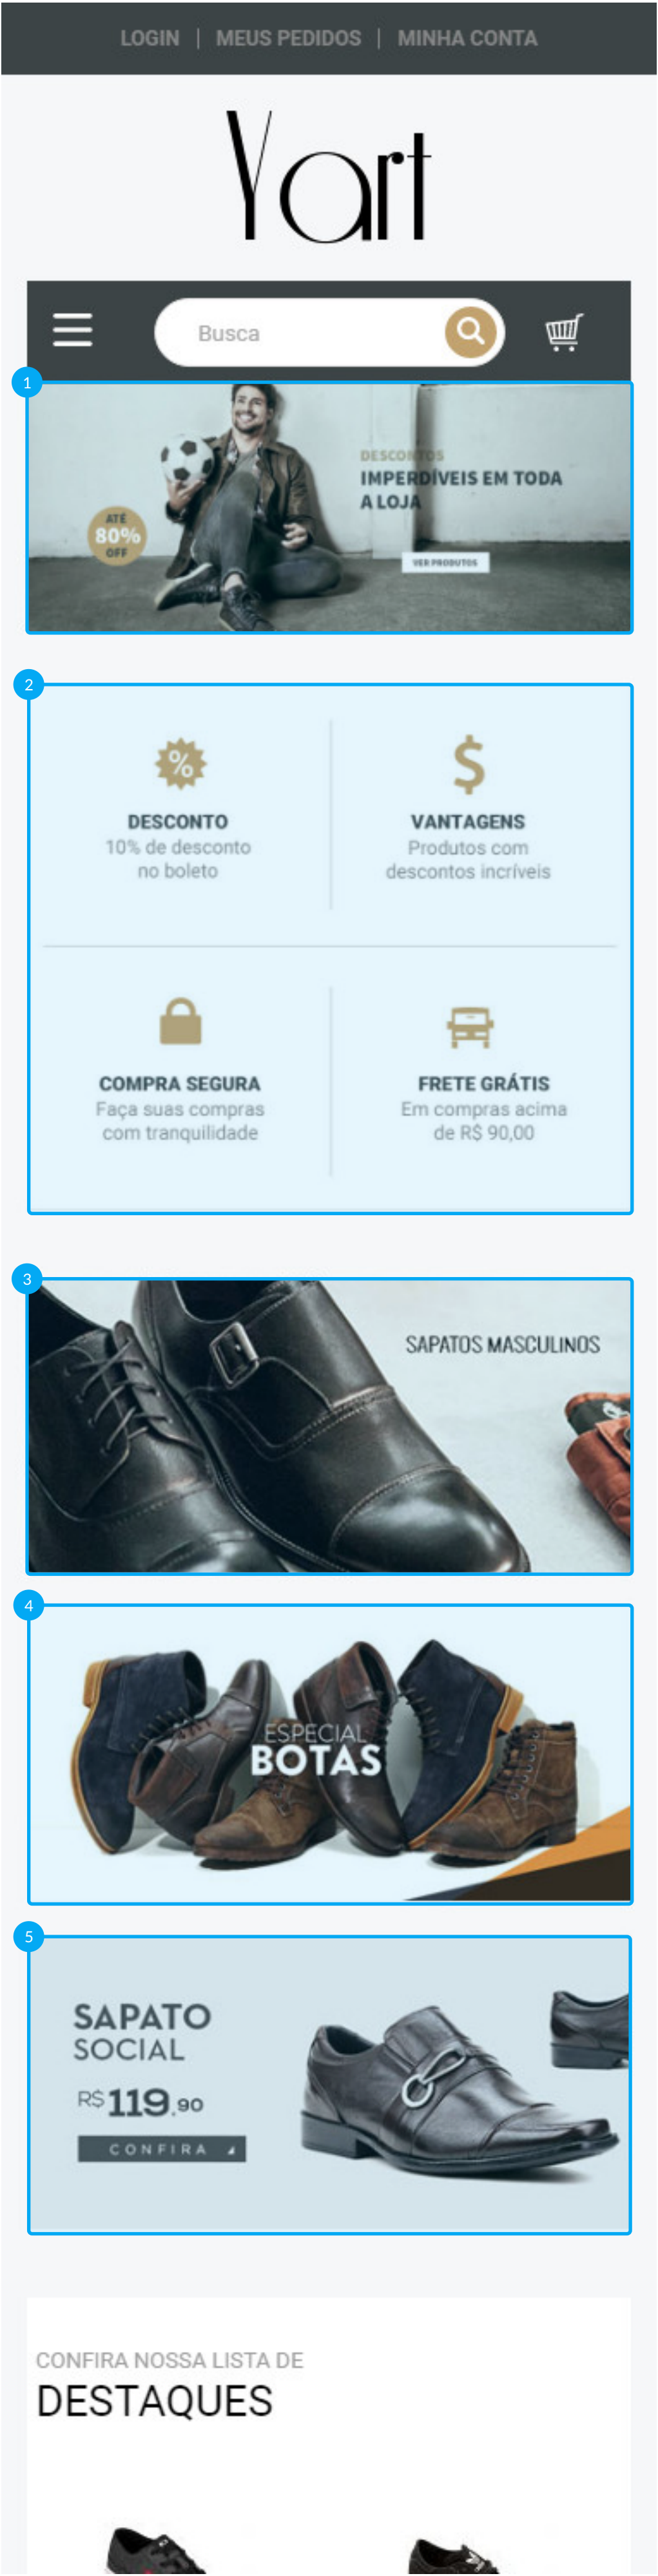 LOGIN | MEUS PEDIDOS | MINHA CONTA
Yart
Busca
1
DESCONTOS
IMPERDÍVEIS EM TODA
A LOJA
ATÉ
80%
OFF
VER PRODUTOS
2
%
DESCONTO
10% de desconto
no boleto
$
VANTAGENS
Produtos com
descontos incríveis
COMPRA SEGURA
Faça suas compras
com tranquilidade
FRETE GRÁTIS
Em compras acima
de R$ 90,00
3
SAPATOS MASCULINOS
4
ESPECIAL
BOTAS
5
SAPATO
SOCIAL
R$ 119,90
CONFIRA
CONFIRA NOSSA LISTA DE
DESTAQUES